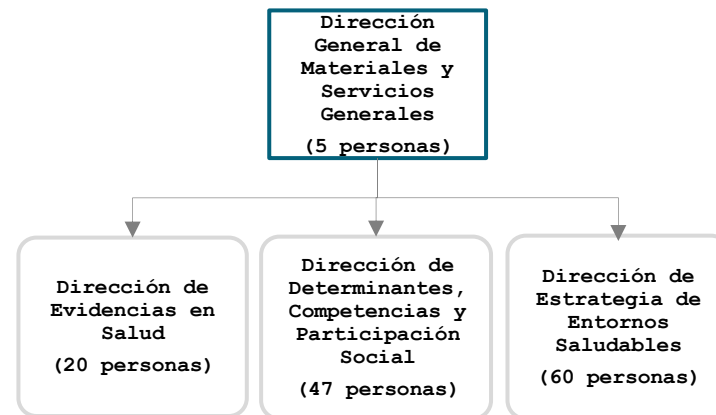 Dirección
General de
Materiales y
Servicios
Generales
(5 personas)
Dirección de
Evidencias en
Salud
(20 personas)
Dirección de
Determinantes,
Competencias y
Participación
Social
(47 personas)
Dirección de
Estrategia de
Entornos
Saludables
(60 personas)